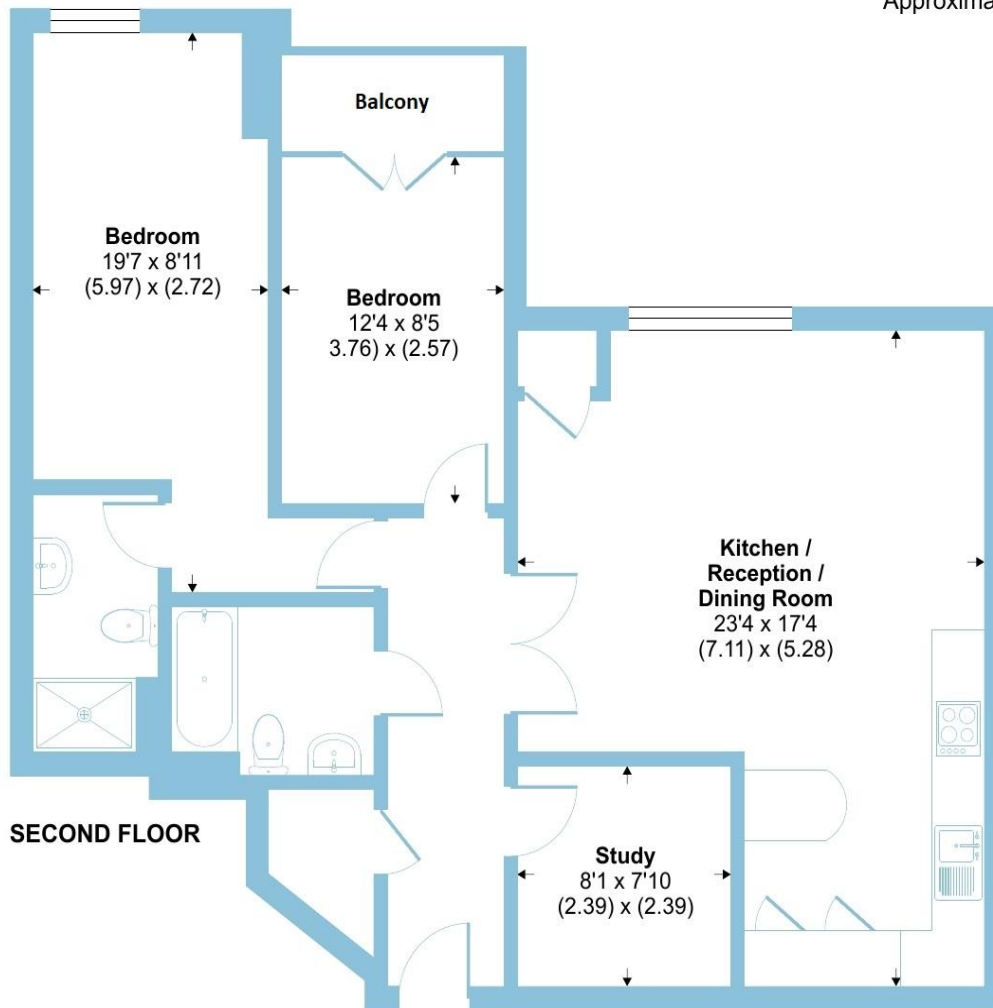 Approxima
Balcony
Bedroom
19'7 x 8'11
(5.97) x (2.72)
Bedroom
12'4 x 8'5
3.76) x (2.57)
Kitchen /
Reception /
Dining Room
23'4 x 17'4
(7.11) x (5.28)
SECOND FLOOR
Study
8'1 x 7'10
(2.39) x (2.39)